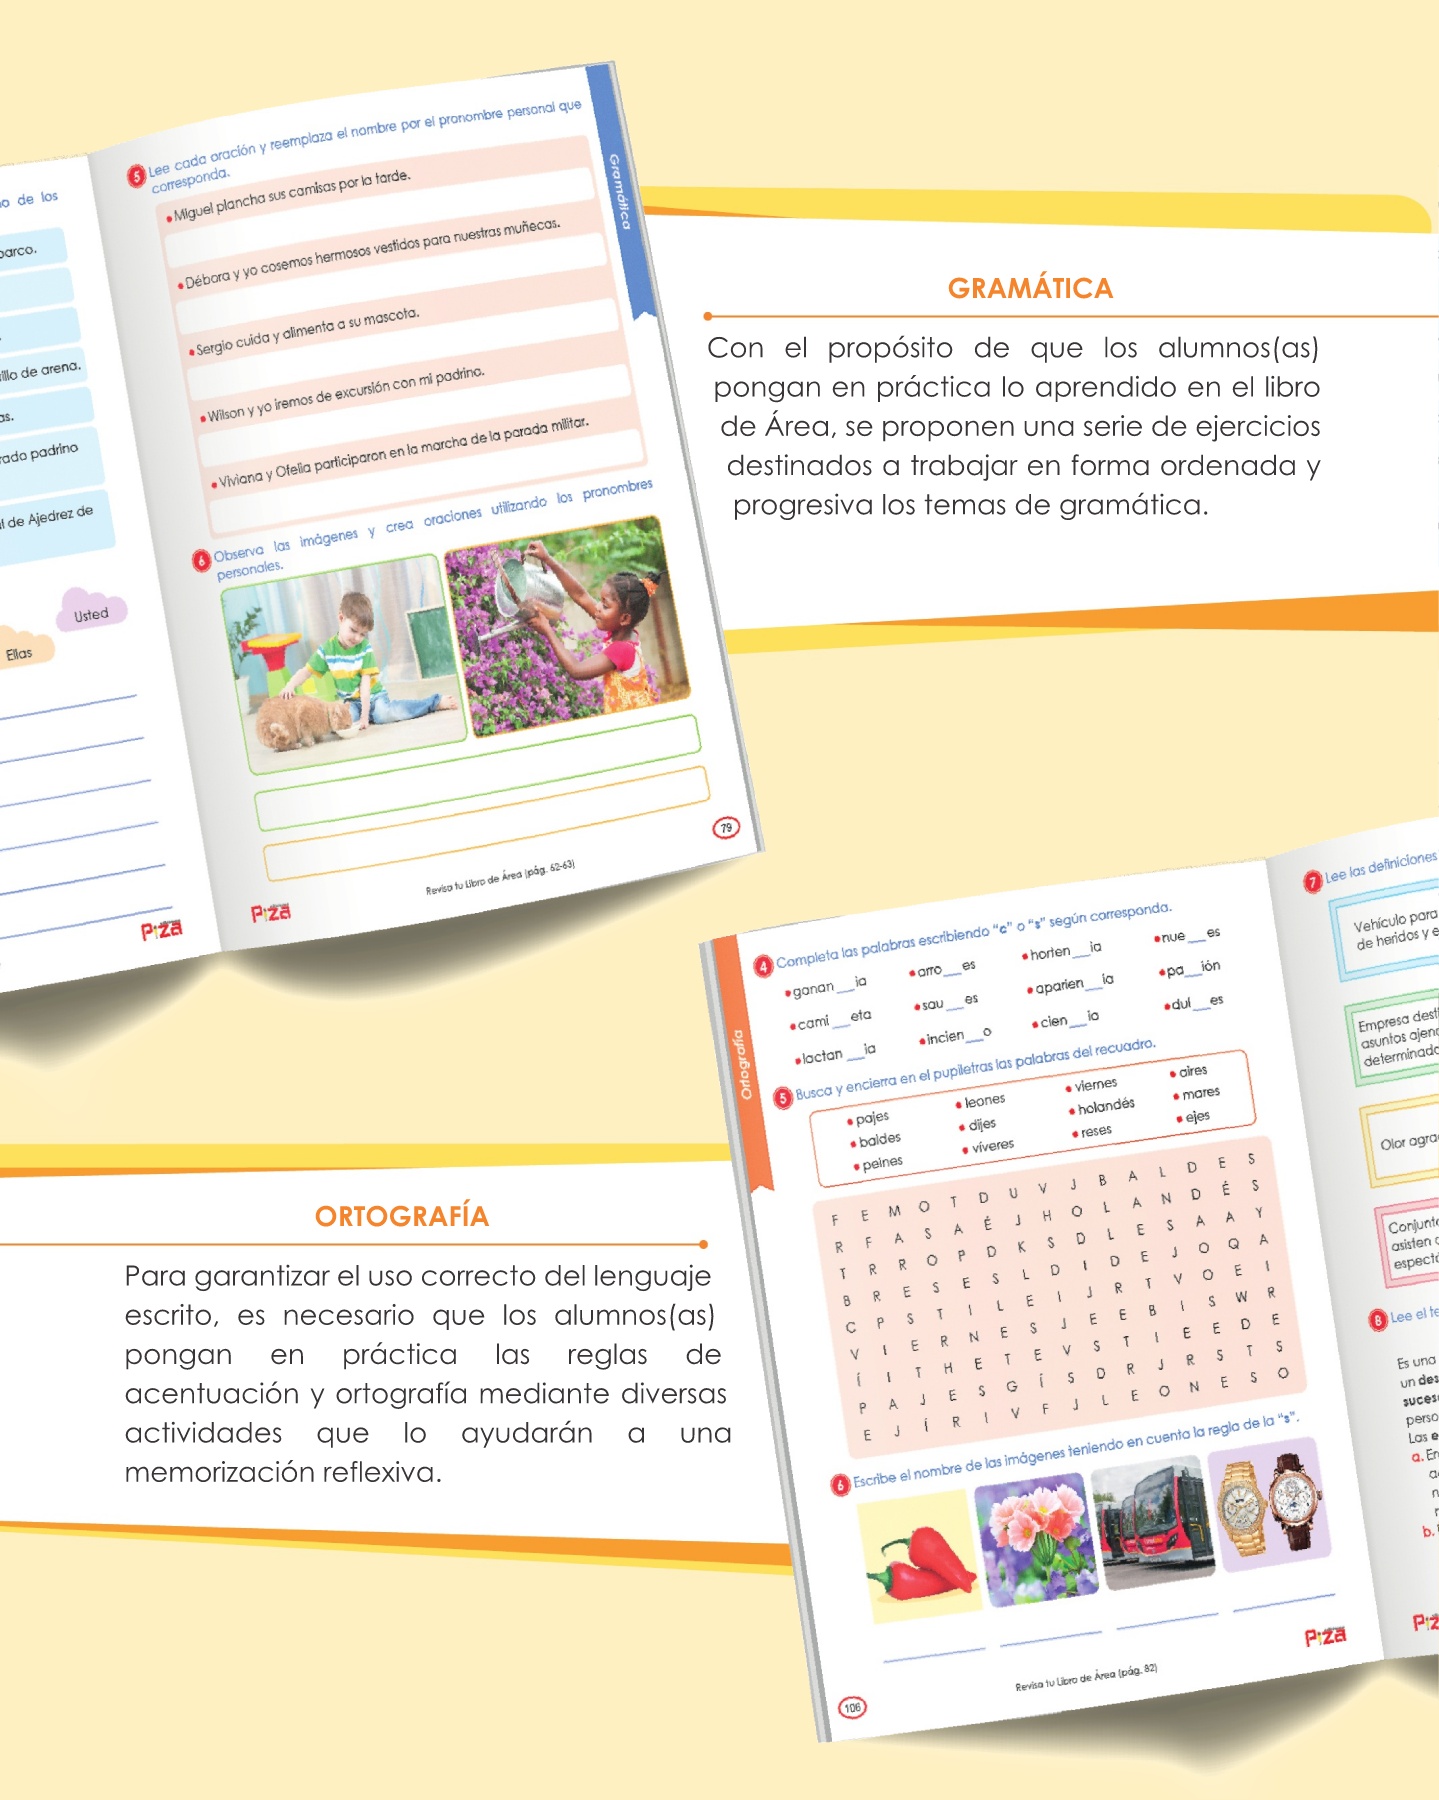 o de los
barco.
illo de arena.
as.
rado padrino
l de Ajedrez de
Usted
Ellas
Piza
5 Lee cada oración y reemplaza el nombre por el pronombre personal que
corresponda.
• Miguel plancha sus camisas por la tarde.
• Débora y yo cosemos hermosos vestidos para nuestras muñecas.
• Sergio cuida y alimenta a su mascota.
• Wilson y yo iremos de excursión con mi padrino.
• Viviana y Ofelia participaron en la marcha de la parada militar.
6 Observa las imágenes y crea oraciones utilizando los pronombres
personales.
Gramática
79
Revisa tu Libro de Área (pág. 62-63)
Piza
GRAMÁTICA
Con el propósito de que los alumnos(as)
pongan en práctica lo aprendido en el libro
de Área, se proponen una serie de ejercicios
destinados a trabajar en forma ordenada y
progresiva los temas de gramática.
ORTOGRAFÍA
Para garantizar el uso correcto del lenguaje
escrito, es necesario que los alumnos(as)
pongan en práctica las reglas de
acentuación y ortografía mediante diversas
actividades que lo ayudarán a una
memorización reflexiva.
Ortografía
4 Completa las palabras escribiendo "c" o "s" según corresponda.
• ganan__ia • arro__es • horten__ia • nue__es
• cami__eta • sau__es • aparien__ia • pa__ión
• lactan__ia • incien__o • cien__ia • dul__es
5 Busca y encierra en el pupiletras las palabras del recuadro.
• pajes • leones • viernes • aires
• baldes • dijes • holandés • mares
• peines • víveres • reses • ejes
F E M O T D U V J B A L D E S
R F A S A É J H O L A N D É S
T R R O P D K S D L E S A A Y
B R E S E S L D I D E J O Q A
C P S T I L E I J R T V O E I
V I E R N E S J E E B I S W R
Í I T H E T E V S T I E E D E
P A J E S G Í S D R J R S T S
E J Í R I V F J L E O N E S O
6 Escribe el nombre de las imágenes teniendo en cuenta la regla de la "s".
Piza
Revisa tu Libro de Área (pág. 82)
106
7 Lee las definiciones
Vehículo para
de heridos y e
Empresa dest
asuntos ajeno
determinado
Olor agra
Conjunto
asisten a
espectá
8 Lee el te
Es una
un des
suces
perso
Las e
a. En
b.
Piz